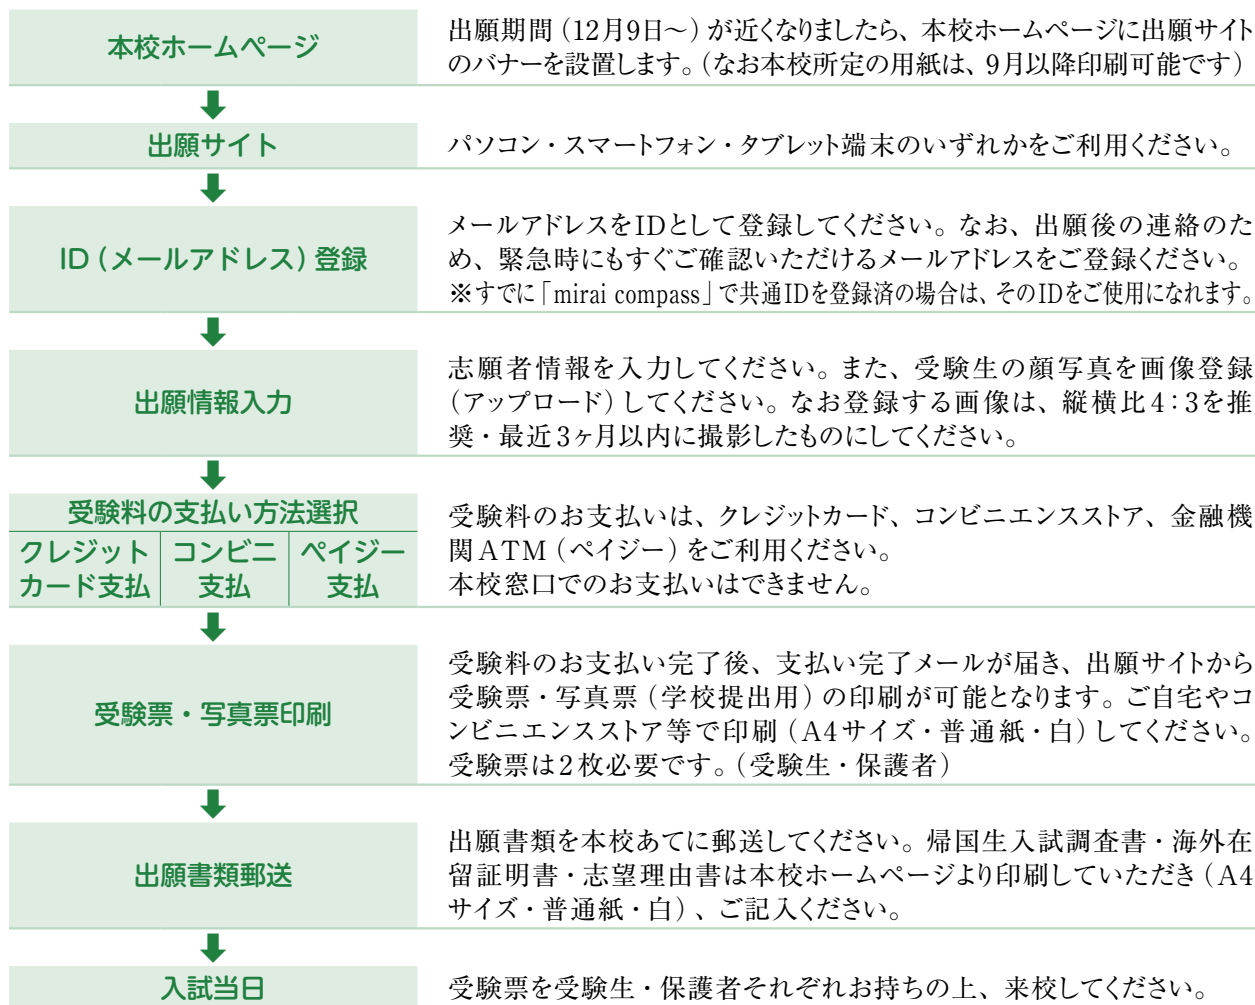 本校ホームページ
出願期間（12月9日～）が近くなりましたら、本校ホームページに出願サイト
のバナーを設置します。（なお本校所定の用紙は、9月以降印刷可能です）
出願サイト
パソコン・スマートフォン・タブレット端末のいずれかをご利用ください。
ID（メールアドレス）登録
メールアドレスをIDとして登録してください。なお、出願後の連絡のた
め、緊急時にもすぐご確認いただけるメールアドレスをご登録ください。
※すでに「mirai compass」で共通IDを登録済の場合は、そのIDをご使用になれます。
出願情報入力
志願者情報を入力してください。また、受験生の顔写真を画像登録
（アップロード）してください。なお登録する画像は、縦横比4：3を推
奨・最近3ヶ月以内に撮影したものにしてください。
受験料の支払い方法選択
クレジット
カード支払
コンビニ
支払
ペイジー
支払
受験料のお支払いは、クレジットカード、コンビニエンスストア、金融機
関ATM（ペイジー）をご利用ください。
本校窓口でのお支払いはできません。
受験票・写真票印刷
受験料のお支払い完了後、支払い完了メールが届き、出願サイトから
受験票・写真票（学校提出用）の印刷が可能となります。ご自宅やコ
ンビニエンスストア等で印刷（A4サイズ・普通紙・白）してください。
受験票は2枚必要です。（受験生・保護者）
出願書類郵送
出願書類を本校あてに郵送してください。帰国生入試調査書・海外在
留証明書・志望理由書は本校ホームページより印刷していただき（A4
サイズ・普通紙・白）、ご記入ください。
入試当日
受験票を受験生・保護者それぞれお持ちの上、来校してください。